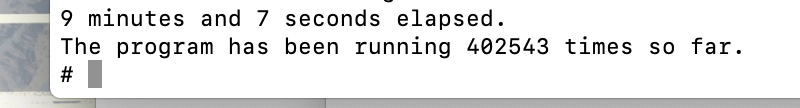 9 minutes and 7 seconds elapsed.
The program has been running 402543 times so far.
#